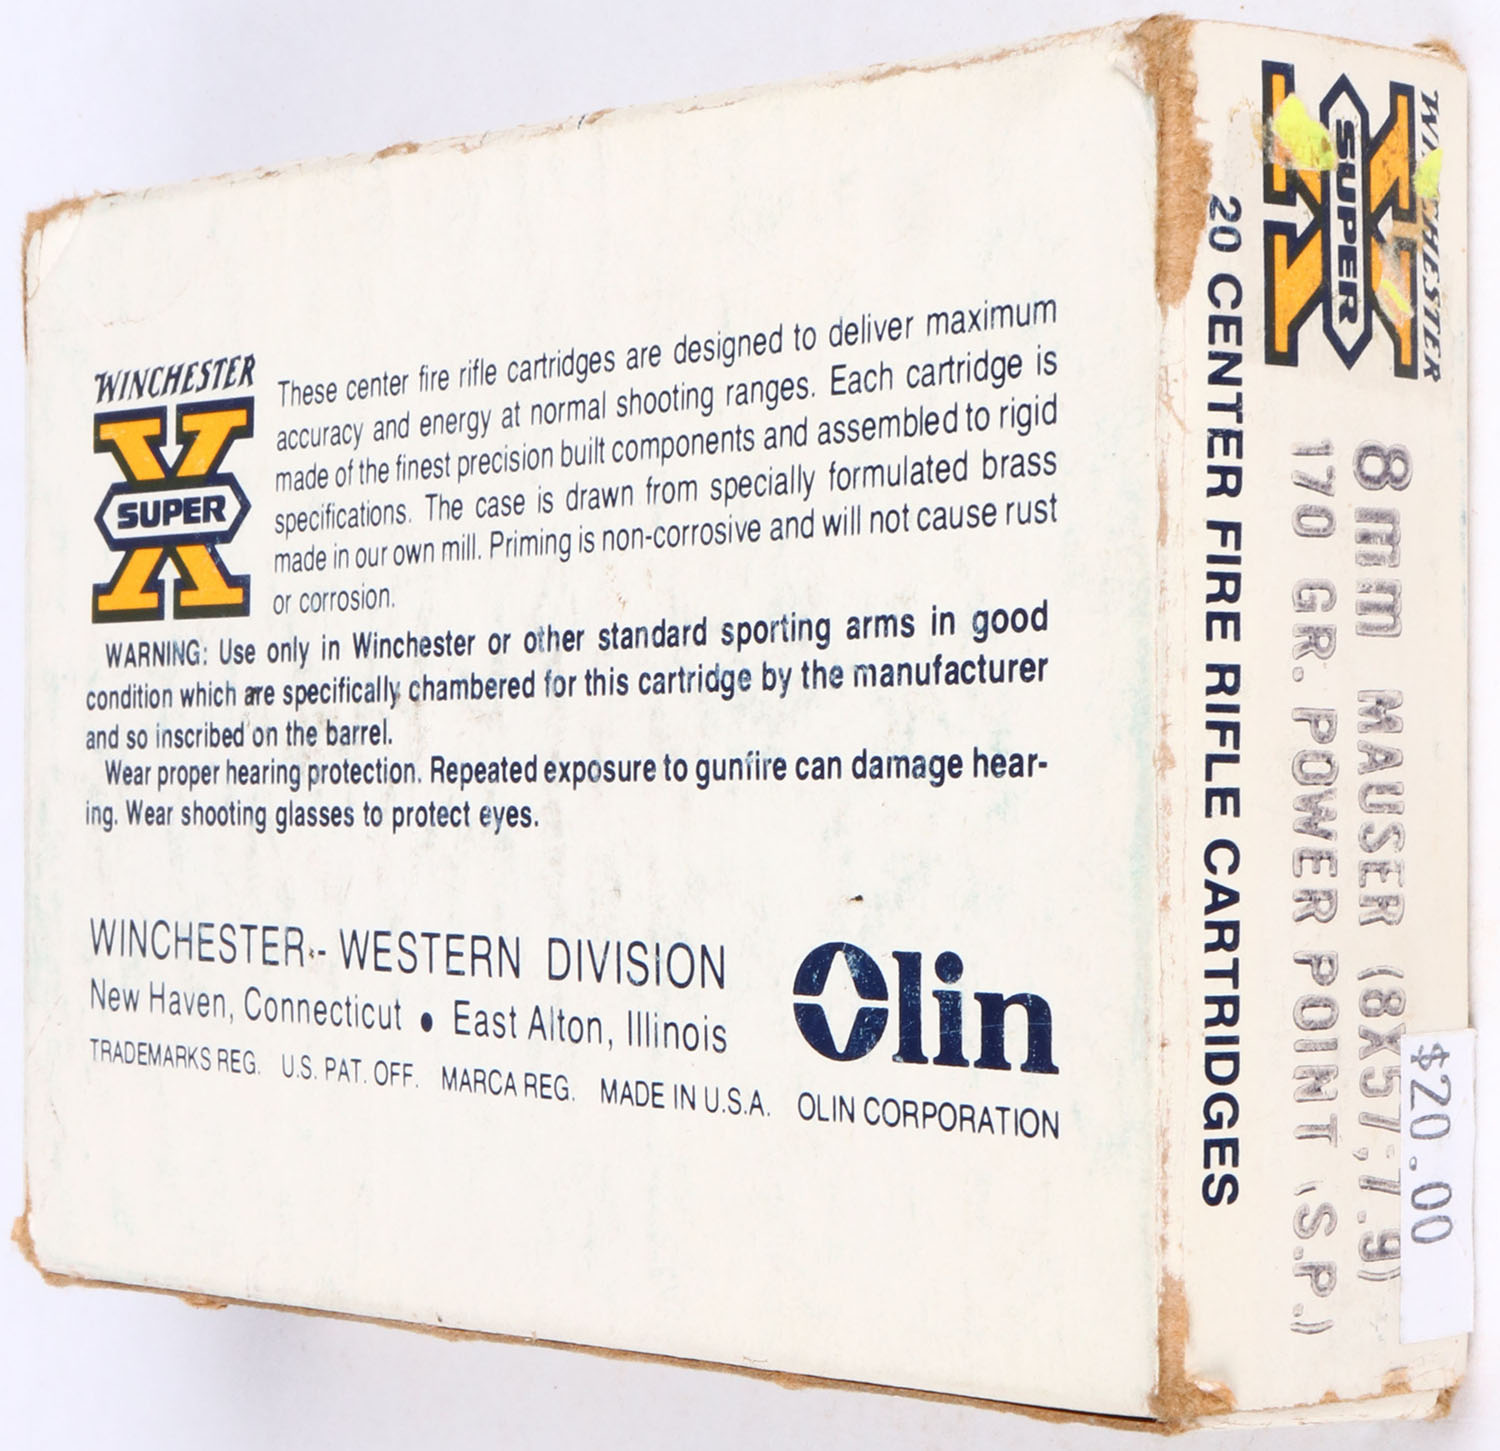 WINCHESTER
X
SUPER
These center fire rifle cartridges are designed to deliver maximum
accuracy and energy at normal shooting ranges. Each cartridge is
made of the finest precision built components and assembled to rigid
specifications. The case is drawn from specially formulated brass
made in our own mill. Priming is non-corrosive and will not cause rust
or corrosion.
WARNING: Use only in Winchester or other standard sporting arms in good
condition which are specifically chambered for this cartridge by the manufacturer
and so inscribed on the barrel.
Wear proper hearing protection. Repeated exposure to gunfire can damage hear-
ing. Wear shooting glasses to protect eyes.
WINCHESTER-WESTERN DIVISION
New Haven, Connecticut • East Alton, Illinois
TRADEMARKS REG. U.S. PAT. OFF. MARCA REG. MADE IN U.S.A. OLIN CORPORATION
Olin
WINCHESTER
X
SUPER
8mm MAUSER (8X57,7.9)
170 GR. POWER POINT (S.P.)
20 CENTER FIRE RIFLE CARTRIDGES
$20.00